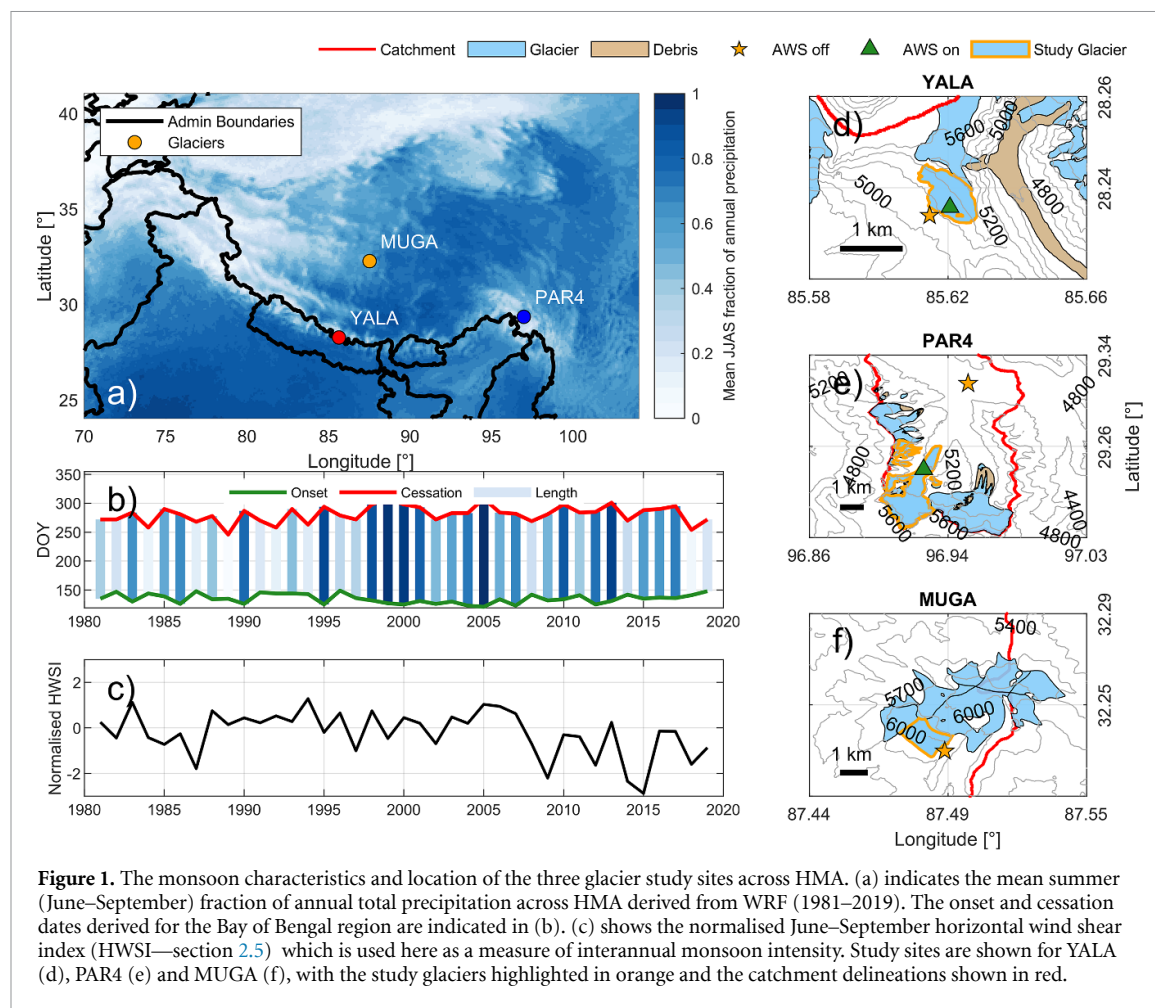 Catchment Glacier Debris AWS off AWS on Study Glacier
40
35
30
25
Latitude [°]
Admin Boundaries
Glaciers
MUGA
YALA
PAR4
a)
70 75 80 85 90 95 100
Longitude [°]
1
0.8
0.6
0.4
0.2
0
Mean JJAS fraction of annual precipitation
350
300
250
200
150
DOY
b)
Onset Cessation Length
1980 1985 1990 1995 2000 2005 2010 2015 2020
2
0
-2
Normalised HWSI
c)
1980 1985 1990 1995 2000 2005 2010 2015 2020
YALA
d)
5600
5000
5000
4800
5200
1 km
28.26
28.24
85.58 85.62 85.66
PAR4
e)
5200
4800
4800
5200
1 km
5600
5600
4400
4800
29.34
29.26
Latitude [°]
96.86 96.94 97.03
MUGA
f)
5400
5700
6000
6000
1 km
32.29
32.25
87.44 87.49 87.55
Longitude [°]
Figure 1. The monsoon characteristics and location of the three glacier study sites across HMA. (a) indicates the mean summer
(June–September) fraction of annual total precipitation across HMA derived from WRF (1981–2019). The onset and cessation
dates derived for the Bay of Bengal region are indicated in (b). (c) shows the normalised June–September horizontal wind shear
index (HWSI—section 2.5) which is used here as a measure of interannual monsoon intensity. Study sites are shown for YALA
(d), PAR4 (e) and MUGA (f), with the study glaciers highlighted in orange and the catchment delineations shown in red.